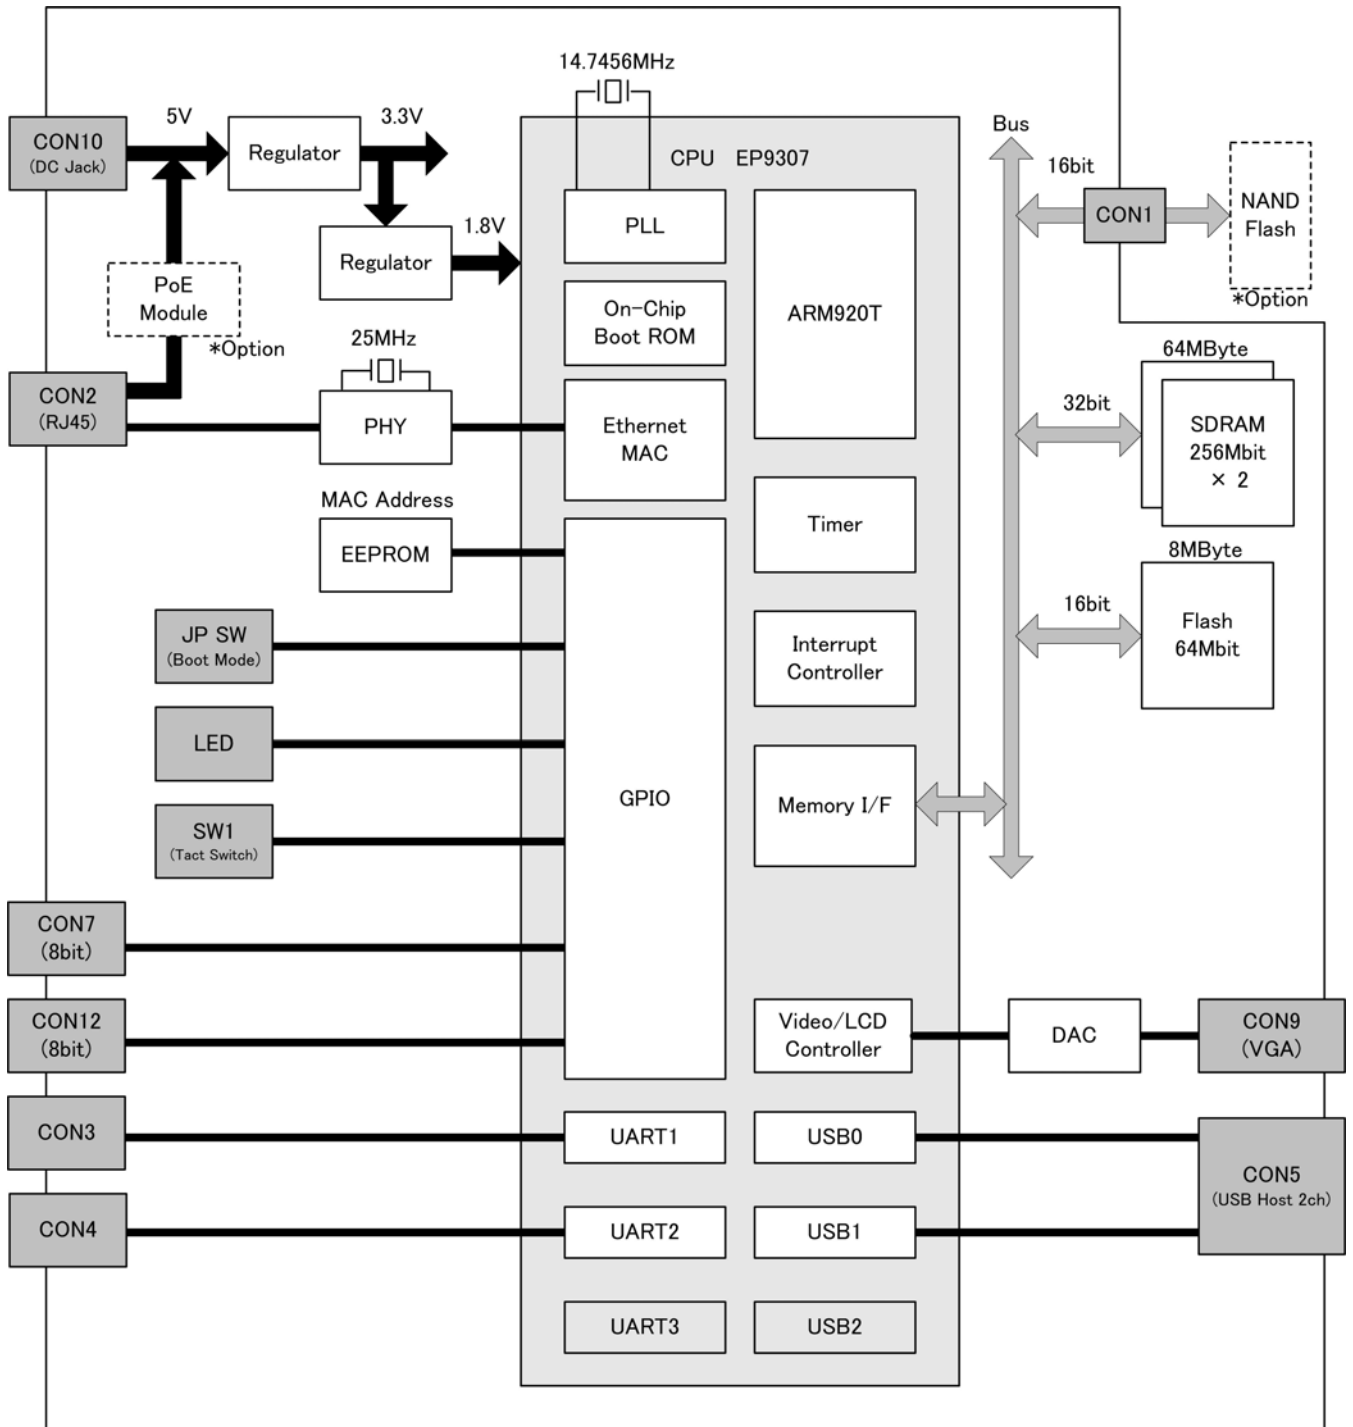 14.7456MHz
CON10
(DC Jack)
5V
Regulator
3.3V
CPU EP9307
Bus
16bit
CON1
NAND
Flash
*Option
PLL
Regulator
1.8V
PoE
Module
*Option
On-Chip
Boot ROM
ARM920T
25MHz
CON2
(RJ45)
PHY
Ethernet
MAC
64MByte
32bit
SDRAM
256Mbit
× 2
MAC Address
EEPROM
Timer
8MByte
16bit
Flash
64Mbit
JP SW
(Boot Mode)
Interrupt
Controller
LED
GPIO
Memory I/F
SW1
(Tact Switch)
CON7
(8bit)
CON12
(8bit)
Video/LCD
Controller
DAC
CON9
(VGA)
CON3
UART1
USB0
CON5
(USB Host 2ch)
CON4
UART2
USB1
UART3
USB2